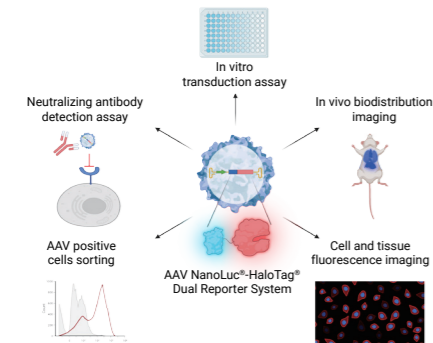 In vitro
transduction assay
Neutralizing antibody
detection assay
In vivo biodistribution
imaging
AAV positive
cells sorting
AAV NanoLuc®-HaloTag®
Dual Reporter System
Cell and tissue
fluorescence imaging